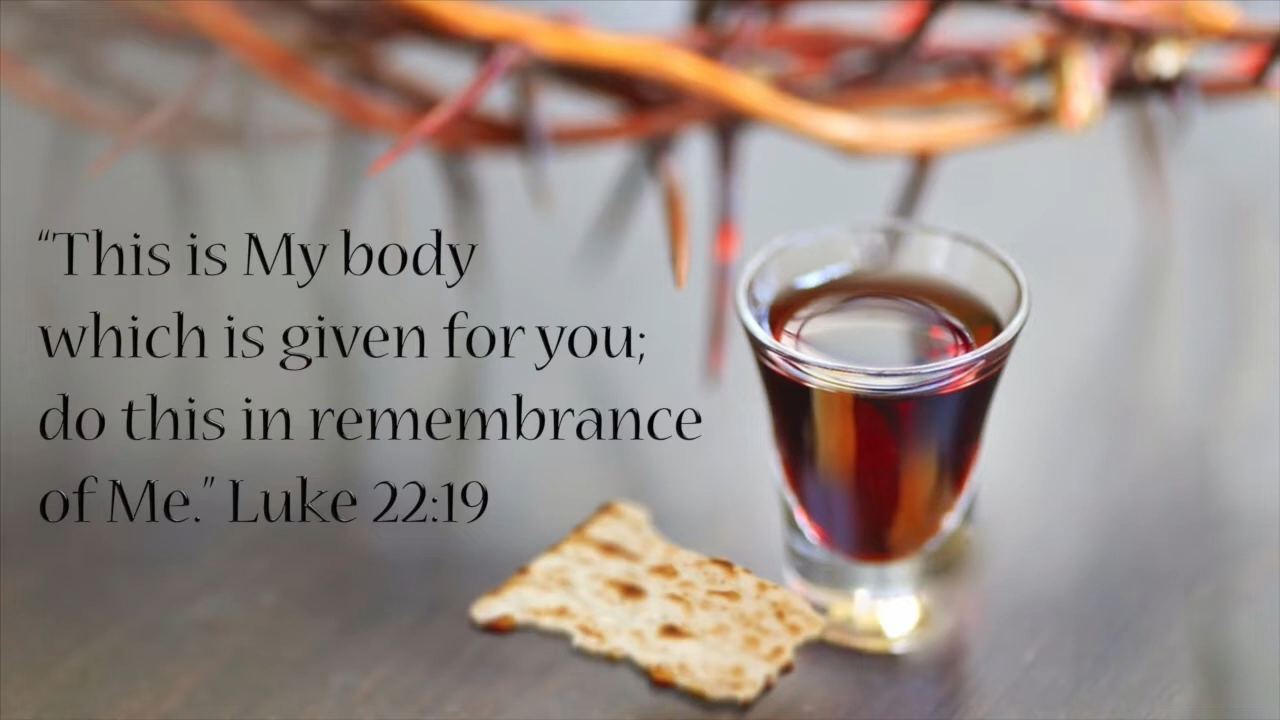 “This is My body
which is given for you;
do this in remembrance
of Me.” Luke 22:19